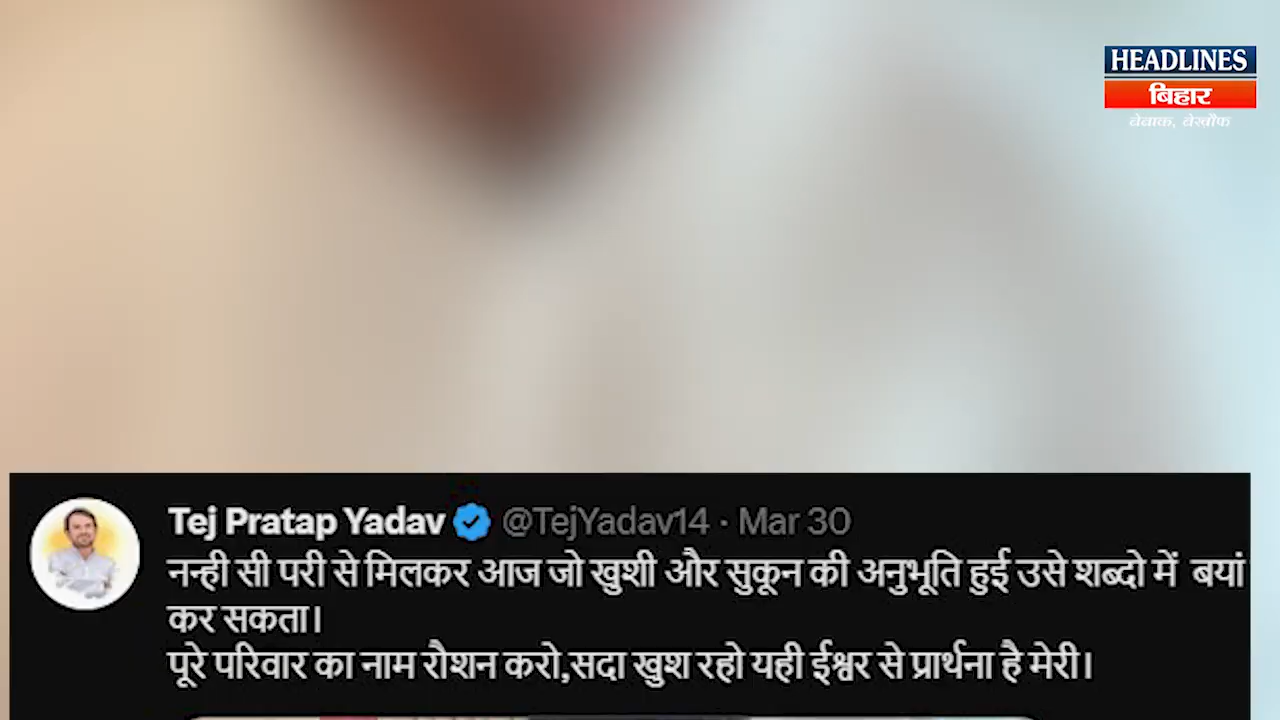 HEADLINES
बिहार
बेबाक, बेखौफ
Tej Pratap Yadav @TejYadav14 · Mar 30
नन्ही सी परी से मिलकर आज जो खुशी और सुकून की अनुभूति हुई उसे शब्दो में बयां
कर सकता।
पूरे परिवार का नाम रौशन करो,सदा खुश रहो यही ईश्वर से प्रार्थना है मेरी।